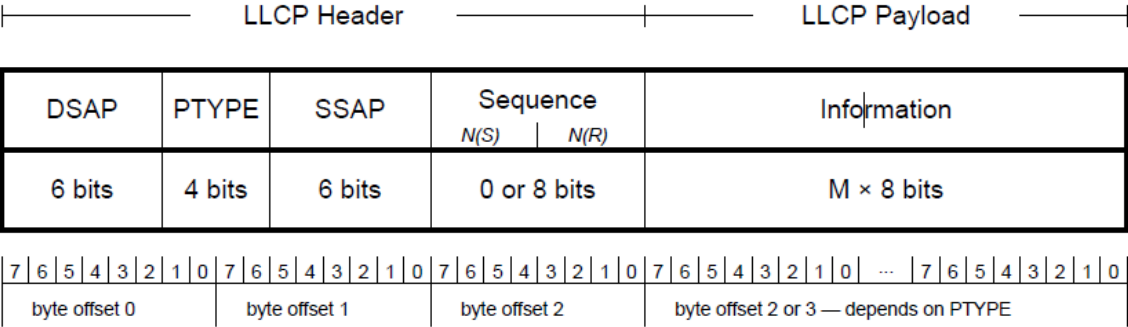 LLCP Header LLCP Payload
DSAP PTYPE SSAP Sequence Information
N(S) N(R)
6 bits 4 bits 6 bits 0 or 8 bits M × 8 bits
7 6 5 4 3 2 1 0 7 6 5 4 3 2 1 0 7 6 5 4 3 2 1 0 7 6 5 4 3 2 1 0 ... 7 6 5 4 3 2 1 0
byte offset 0 byte offset 1 byte offset 2 byte offset 2 or 3 — depends on PTYPE